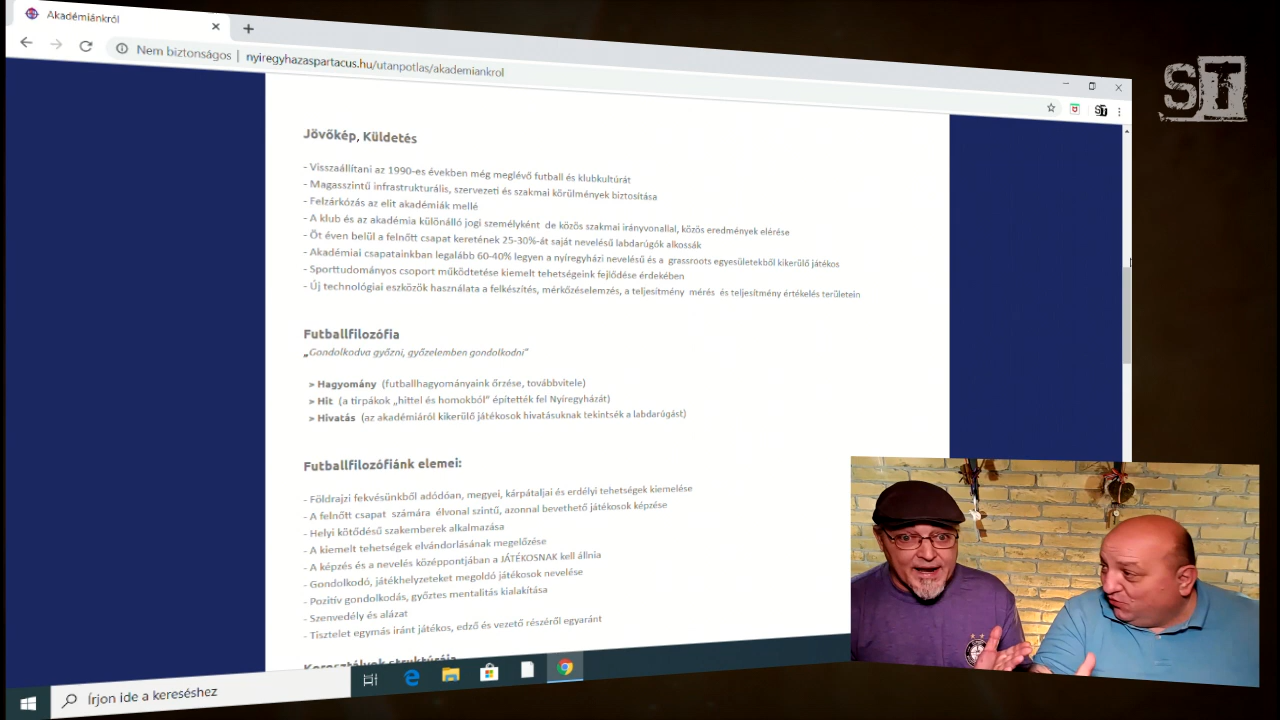 Akadémiánkról
Nem biztonságos | nyiregyhazaspartacus.hu/utanpotlas/akademiankrol
ST
Jövőkép, Küldetés
- Visszaállítani az 1990-es években még meglévő futball és klubkultúrát
- Magasszintű infrastrukturális, szervezeti és szakmai körülmények biztosítása
- Felzárkózás az elit akadémiák mellé
- A klub és az akadémia különálló jogi személyként de közös szakmai irányvonallal, közös eredmények elérése
- Öt éven belül a felnőtt csapat keretének 25-30%-át saját nevelésű labdarúgók alkossák
- Akadémiai csapatainkban legalább 60-40% legyen a nyíregyházi nevelésű és a grassroots egyesületekből kikerülő játékos
- Sporttudományos csoport működtetése kiemelt tehetségeink fejlődése érdekében
- Új technológiai eszközök használata a felkészítés, mérkőzéselemzés, a teljesítmény mérés és teljesítmény értékelés területein
Futballfilozófia
„Gondolkodva győzni, győzelemben gondolkodni"
> Hagyomány (futballhagyományaink őrzése, továbbvitele)
> Hit (a tirpákok „hittel és homokból" építették fel Nyíregyházát)
> Hivatás (az akadémiáról kikerülő játékosok hivatásuknak tekintsék a labdarúgást)
Futballfilozófiánk elemei:
- Földrajzi fekvésünkből adódóan, megyei, kárpátaljai és erdélyi tehetségek kiemelése
- A felnőtt csapat számára élvonal szintű, azonnal bevethető játékosok képzése
- Helyi kötődésű szakemberek alkalmazása
- A kiemelt tehetségek elvándorlásának megelőzése
- A képzés és a nevelés középpontjában a JÁTÉKOSNAK kell állnia
- Gondolkodó, játékhelyzeteket megoldó játékosok nevelése
- Pozitív gondolkodás, győztes mentalitás kialakítása
- Szenvedély és alázat
- Tisztelet egymás iránt játékos, edző és vezető részéről egyaránt
Korosztályok struktúrája
Írjon ide a kereséshez